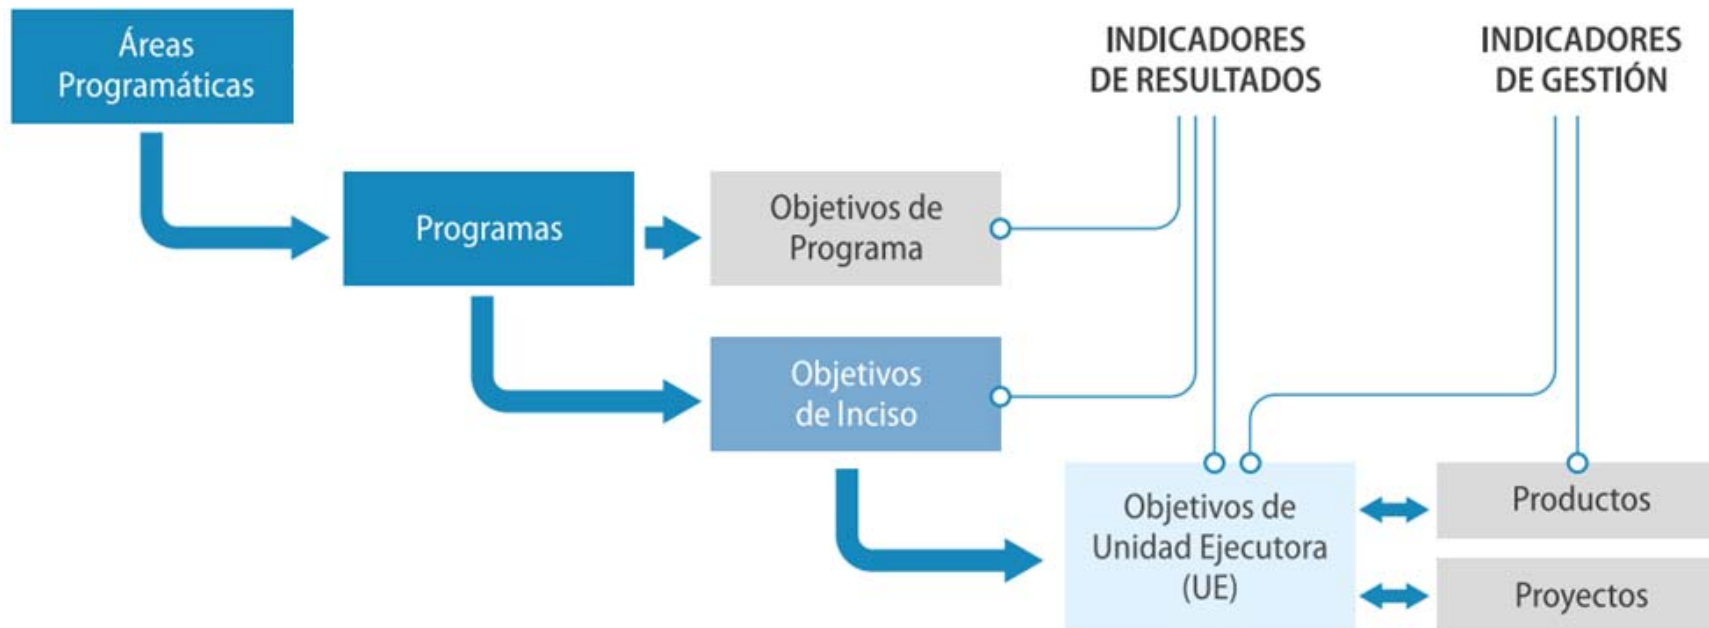 Áreas
Programáticas
INDICADORES
DE RESULTADOS
INDICADORES
DE GESTIÓN
Programas
Objetivos de
Programa
Objetivos
de Inciso
Objetivos de
Unidad Ejecutora
(UE)
Productos
Proyectos